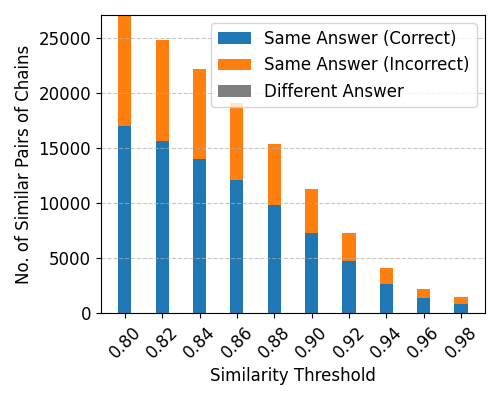 Same Answer (Correct)
Same Answer (Incorrect)
Different Answer
No. of Similar Pairs of Chains
25000
20000
15000
10000
5000
0
0.80 0.82 0.84 0.86 0.88 0.90 0.92 0.94 0.96 0.98
Similarity Threshold